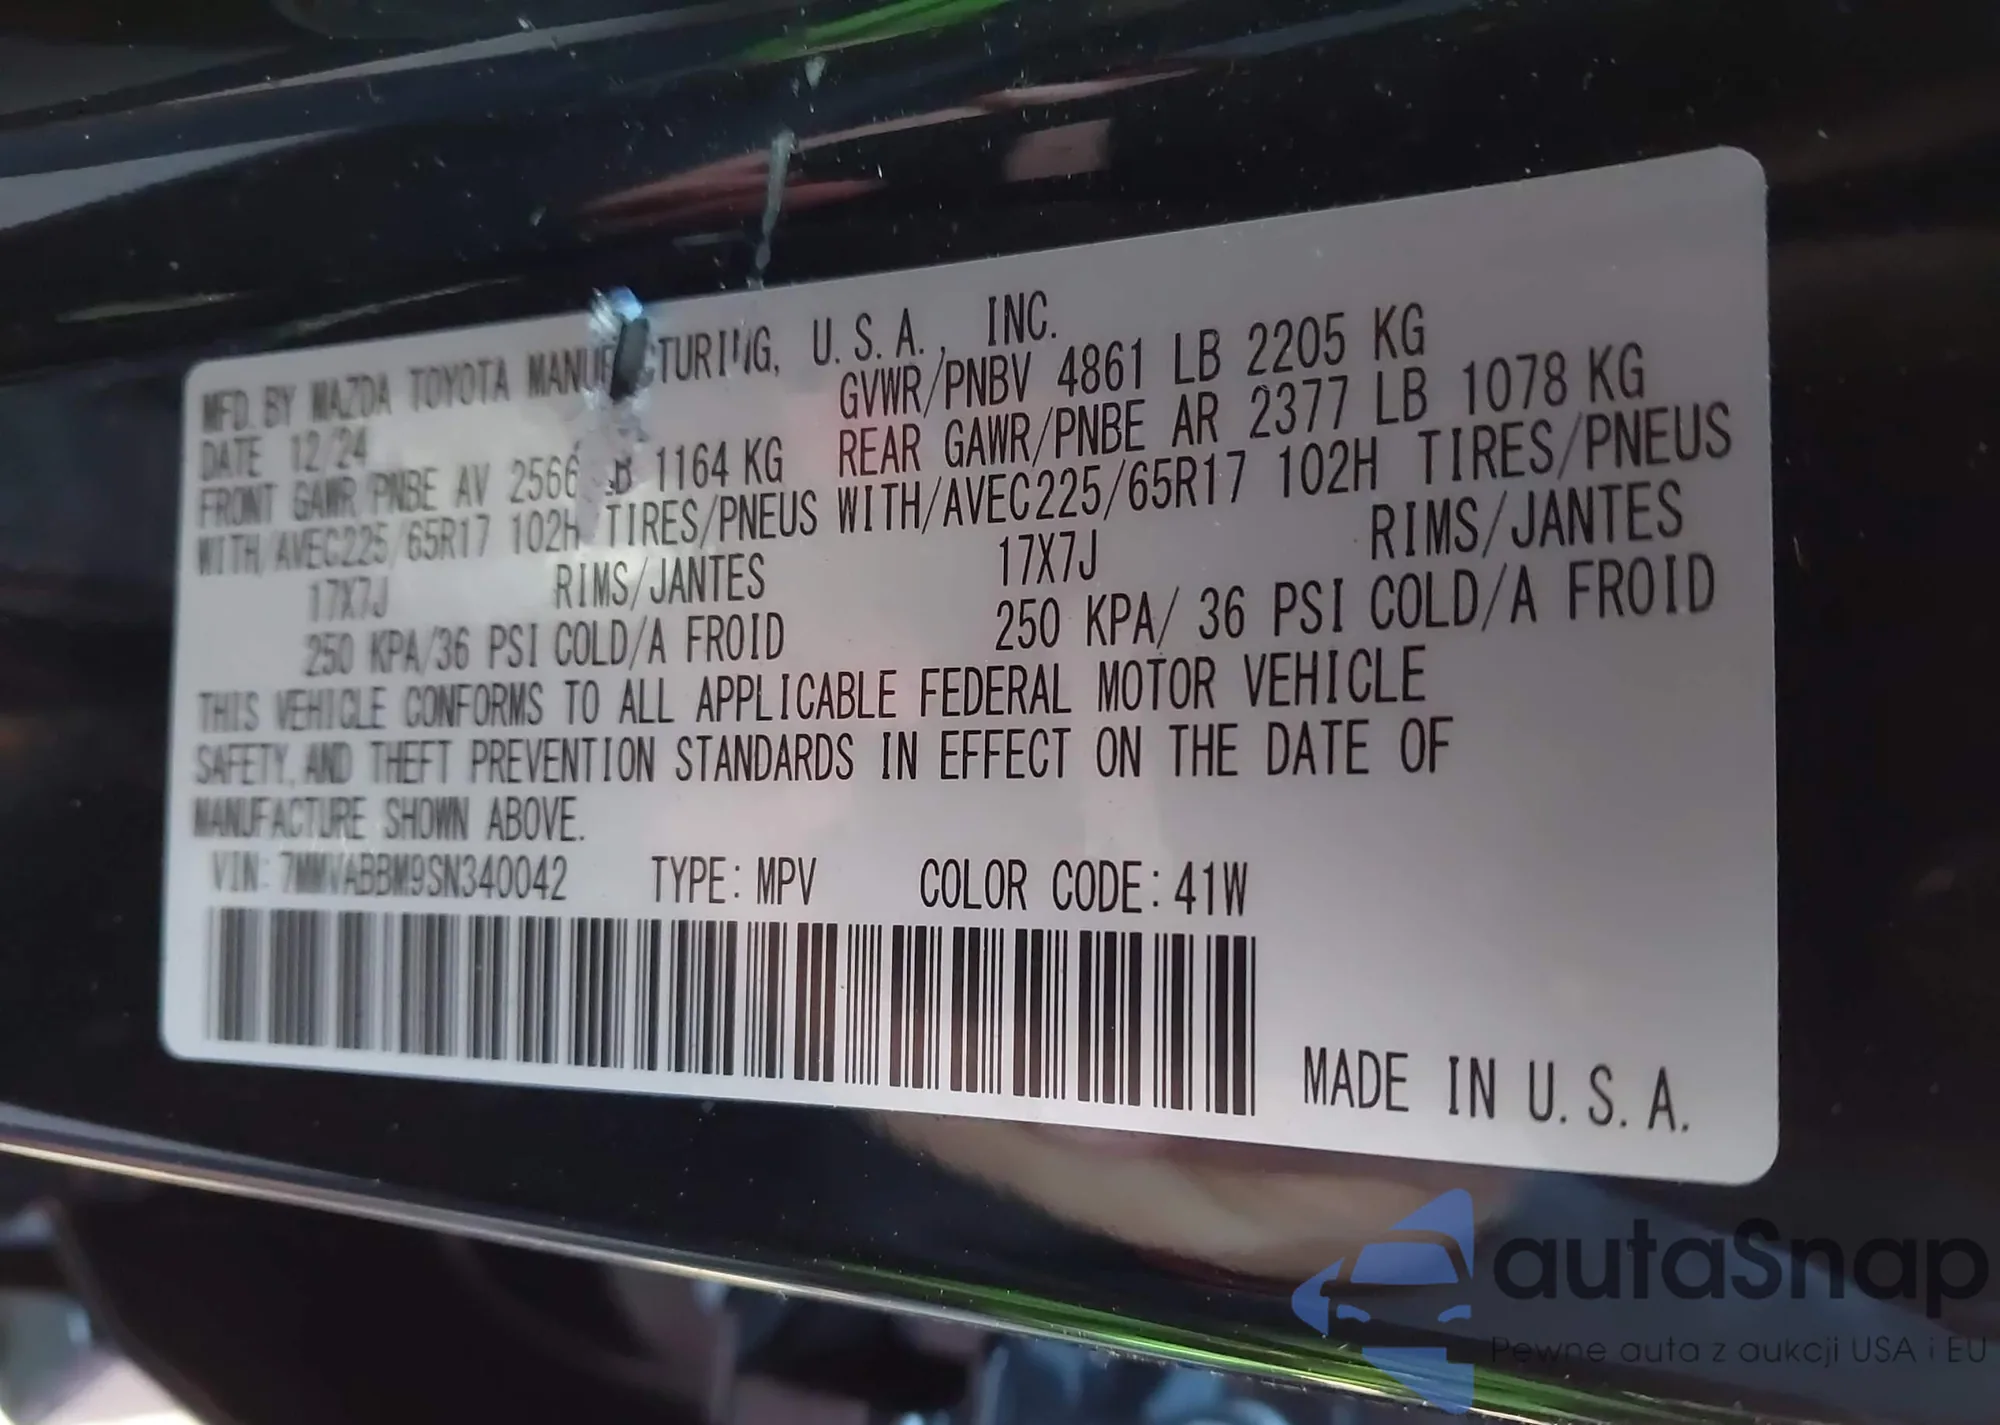 MFD. BY MAZDA TOYOTA MANUFACTURING, U.S.A., INC.
DATE 12/24 GVWR/PNBV 4861 LB 2205 KG
FRONT GAWR/PNBE AV 2566 LB 1164 KG REAR GAWR/PNBE AR 2377 LB 1078 KG
WITH/AVEC225/65R17 102H TIRES/PNEUS WITH/AVEC225/65R17 102H TIRES/PNEUS
17X7J RIMS/JANTES 17X7J RIMS/JANTES
250 KPA/36 PSI COLD/A FROID 250 KPA/ 36 PSI COLD/A FROID
THIS VEHICLE CONFORMS TO ALL APPLICABLE FEDERAL MOTOR VEHICLE
SAFETY, AND THEFT PREVENTION STANDARDS IN EFFECT ON THE DATE OF
MANUFACTURE SHOWN ABOVE.
VIN: 7MMVABBM9SN340042 TYPE: MPV COLOR CODE: 41W
MADE IN U.S.A.
autaSnap
Pewne auta z aukcji USA i EU